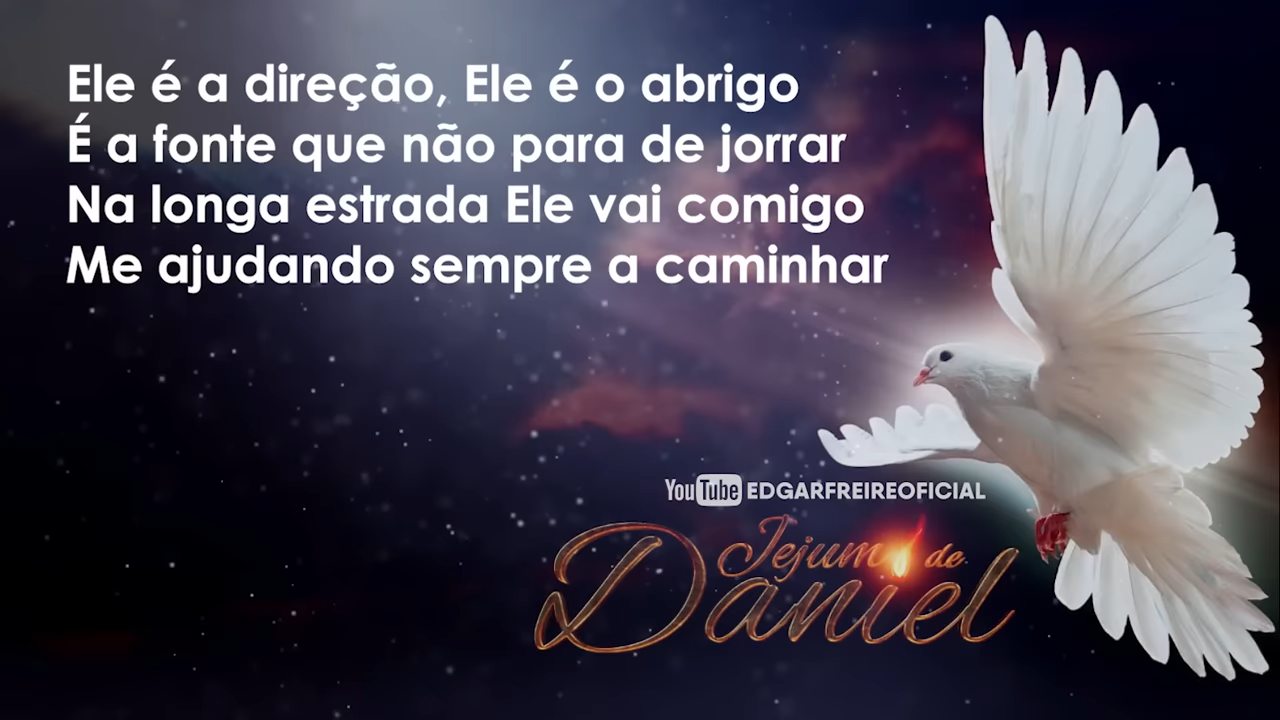 Ele é a direção, Ele é o abrigo
É a fonte que não para de jorrar
Na longa estrada Ele vai comigo
Me ajudando sempre a caminhar
YouTube EDGARFREIREOFICIAL
Jejum de
Daniel